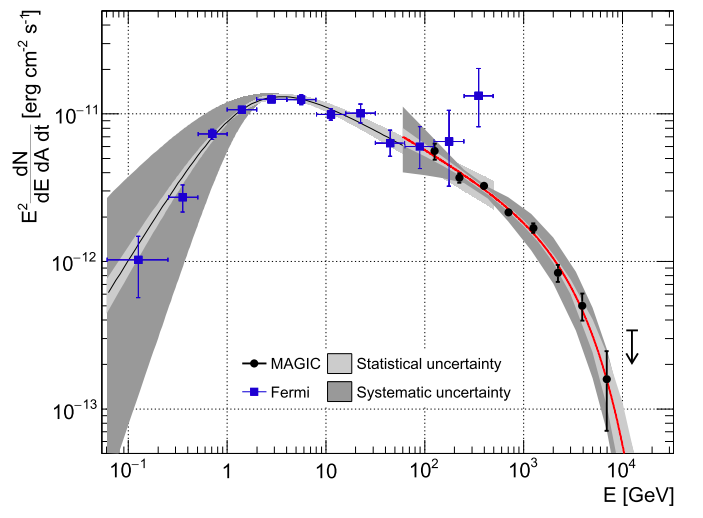 E² dN/dE dA dt [erg cm⁻² s⁻¹]
10⁻¹¹
10⁻¹²
10⁻¹³
MAGIC
Statistical uncertainty
Fermi
Systematic uncertainty
10⁻¹ 1 10 10² 10³ 10⁴
E [GeV]